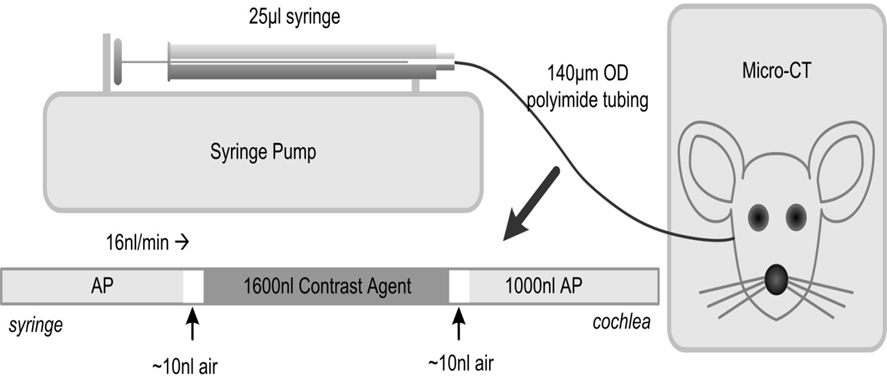 25µl syringe
140µm OD
polyimide tubing
Micro-CT
Syringe Pump
16nl/min →
AP
1600nl Contrast Agent
1000nl AP
syringe
cochlea
~10nl air
~10nl air